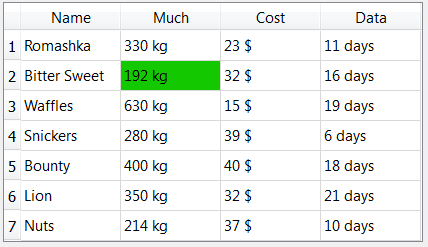 Name Much Cost Data
1 Romashka 330 kg 23 $ 11 days
2 Bitter Sweet 192 kg 32 $ 16 days
3 Waffles 630 kg 15 $ 19 days
4 Snickers 280 kg 39 $ 6 days
5 Bounty 400 kg 40 $ 18 days
6 Lion 350 kg 32 $ 21 days
7 Nuts 214 kg 37 $ 10 days